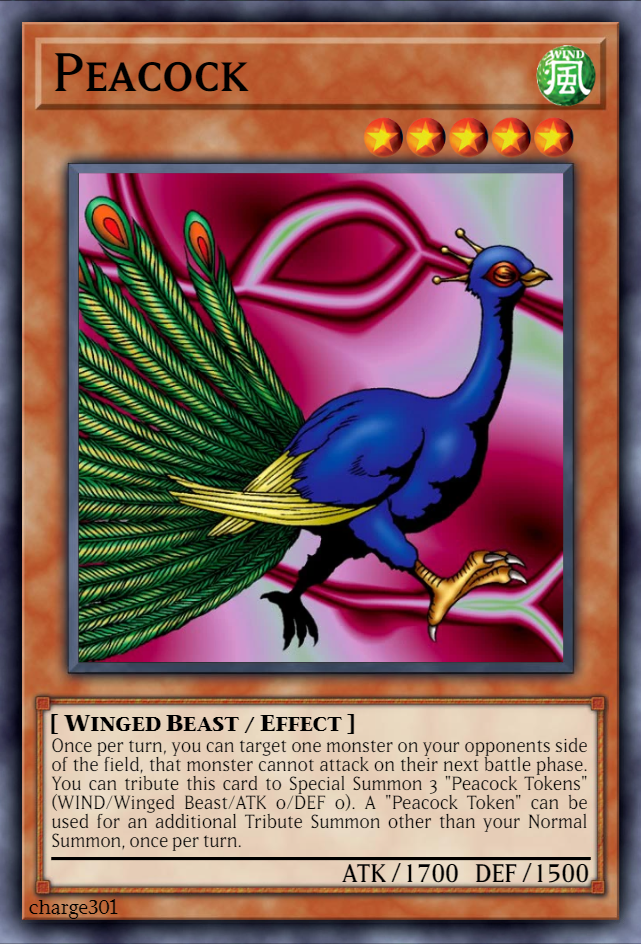 Peacock
WIND
風
[ Winged Beast / Effect ]
Once per turn, you can target one monster on your opponents side
of the field, that monster cannot attack on their next battle phase.
You can tribute this card to Special Summon 3 "Peacock Tokens"
(WIND/Winged Beast/ATK 0/DEF 0). A "Peacock Token" can be
used for an additional Tribute Summon other than your Normal
Summon, once per turn.
ATK/1700 DEF/1500
charge301